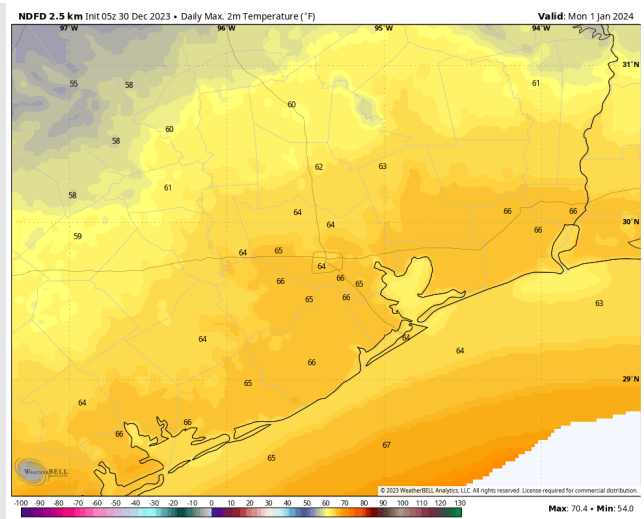 NDFD 2.5 km Init 05z 30 Dec 2023 • Daily Max. 2m Temperature (°F)
Valid: Mon 1 Jan 2024
97°W 96°W 95°W 94°W
31°N
55 58 61
60
60
58
62 63
61
58
64 66 66
30°N
64 66
59
64 65
64
66 66 65
65 66
63
64 64
64
66
29°N
65
64
66
66
67
65
WEATHERBELL
© 2023 WeatherBELL Analytics, LLC. All rights reserved. License required for commercial distribution.
-100 -90 -80 -70 -60 -50 -40 -30 -20 -10 0 10 20 30 40 50 60 70 80 90 100 110 120 130
Max: 70.4 • Min: 54.0